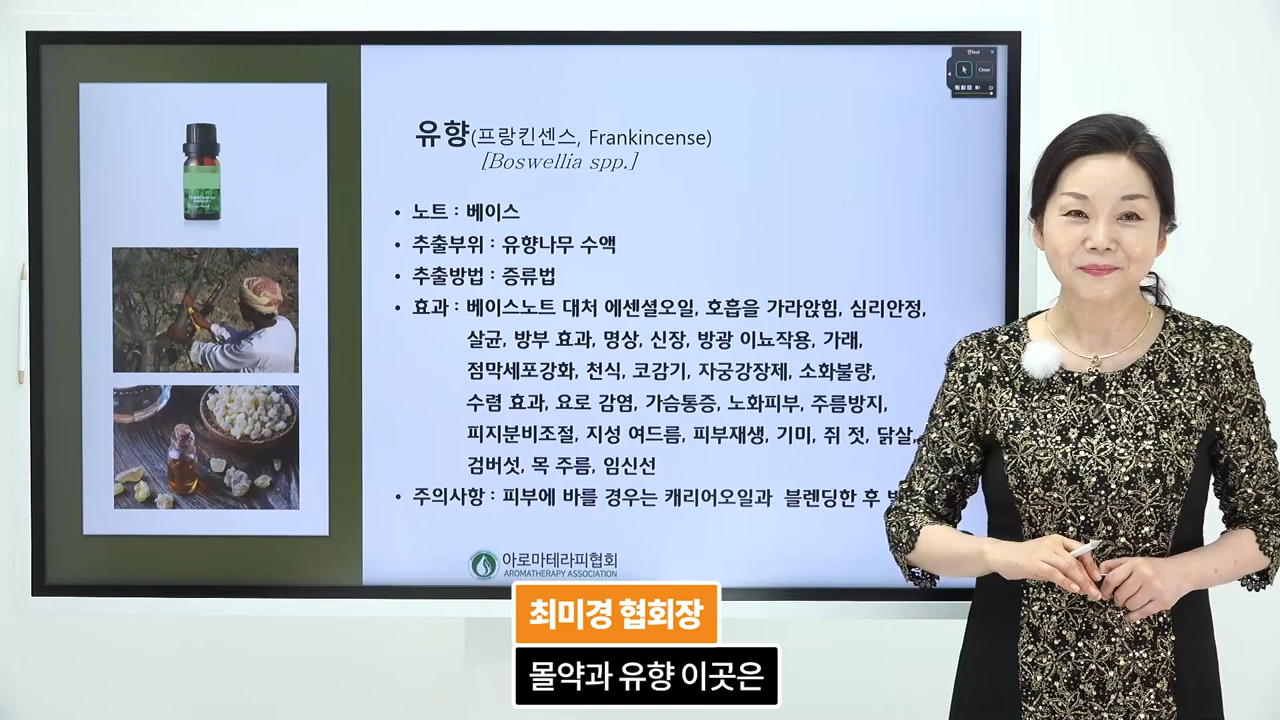 유향(프랑킨센스, Frankincense)
[Boswellia spp.]
• 노트 : 베이스
• 추출부위 : 유향나무 수액
• 추출방법 : 증류법
• 효과 : 베이스노트 대처 에센셜오일, 호흡을 가라앉힘, 심리안정,
살균, 방부 효과, 명상, 신장, 방광 이뇨작용, 가래,
점막세포강화, 천식, 코감기, 자궁강장제, 소화불량,
수렴 효과, 요로 감염, 가슴통증, 노화피부, 주름방지,
피지분비조절, 지성 여드름, 피부재생, 기미, 쥐 젓, 닭살,
검버섯, 목 주름, 임신선
• 주의사항 : 피부에 바를 경우는 캐리어오일과 블렌딩한 후
아로마테라피협회
AROMATHERAPY ASSOCIATION
최미경 협회장
몰약과 유향 이곳은